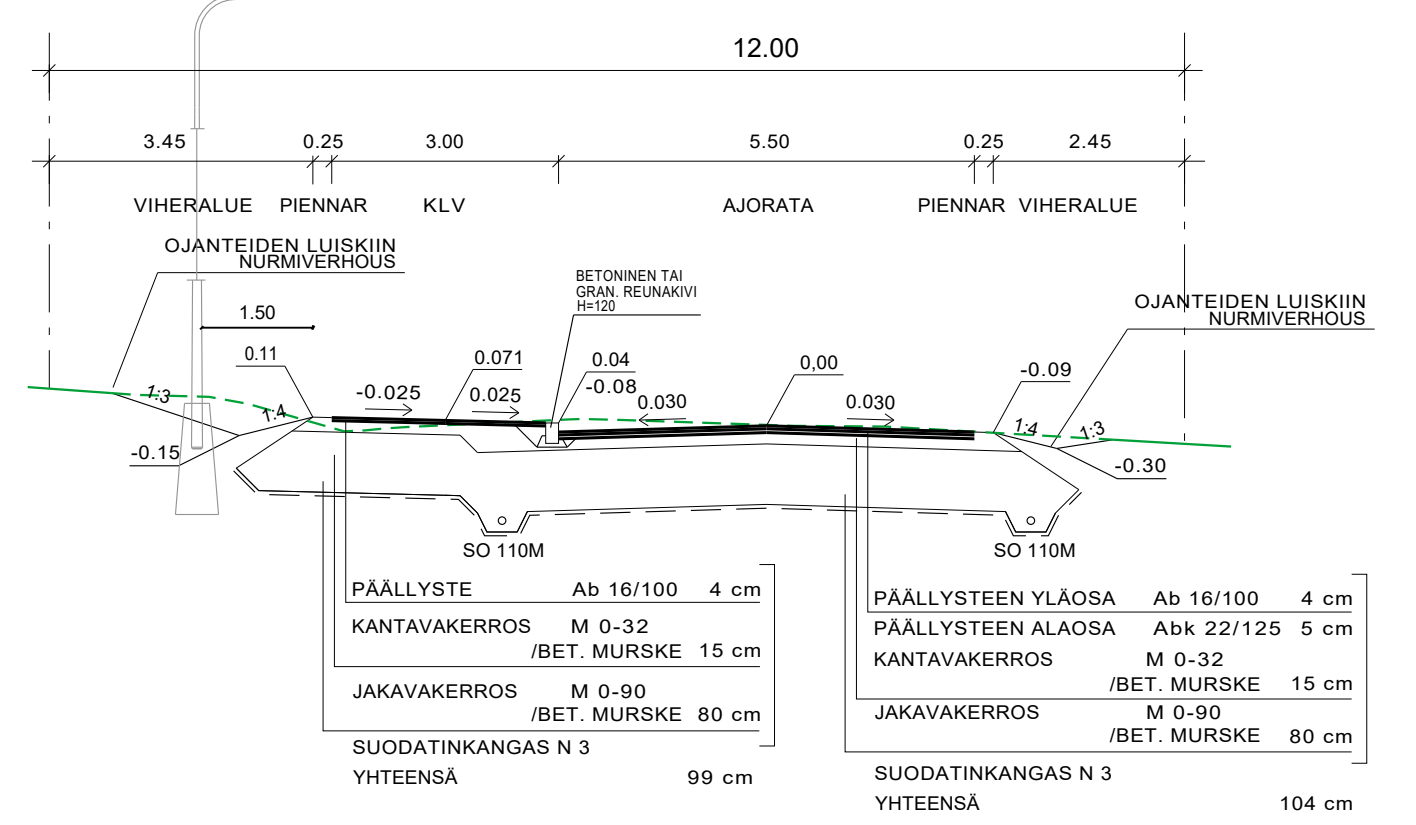 12.00
3.45 0.25 3.00 5.50 0.25 2.45
VIHERALUE PIENNAR KLV AJORATA PIENNAR VIHERALUE
OJANTEIDEN LUISKIIN
NURMIVERHOUS
BETONINEN TAI
GRAN. REUNAKIVI
H=120
OJANTEIDEN LUISKIIN
NURMIVERHOUS
1.50
0.11 0.071 0.04 0,00 -0.09
-0.08
1:3 1:4 -0.025 0.025 0.030 0.030 1:4 1:3
-0.15 -0.30
SO 110M SO 110M
PÄÄLLYSTE Ab 16/100 4 cm
KANTAVAKERROS M 0-32
/BET. MURSKE 15 cm
JAKAVAKERROS M 0-90
/BET. MURSKE 80 cm
SUODATINKANGAS N 3
YHTEENSÄ 99 cm
PÄÄLLYSTEEN YLÄOSA Ab 16/100 4 cm
PÄÄLLYSTEEN ALAOSA Abk 22/125 5 cm
KANTAVAKERROS M 0-32
/BET. MURSKE 15 cm
JAKAVAKERROS M 0-90
/BET. MURSKE 80 cm
SUODATINKANGAS N 3
YHTEENSÄ 104 cm